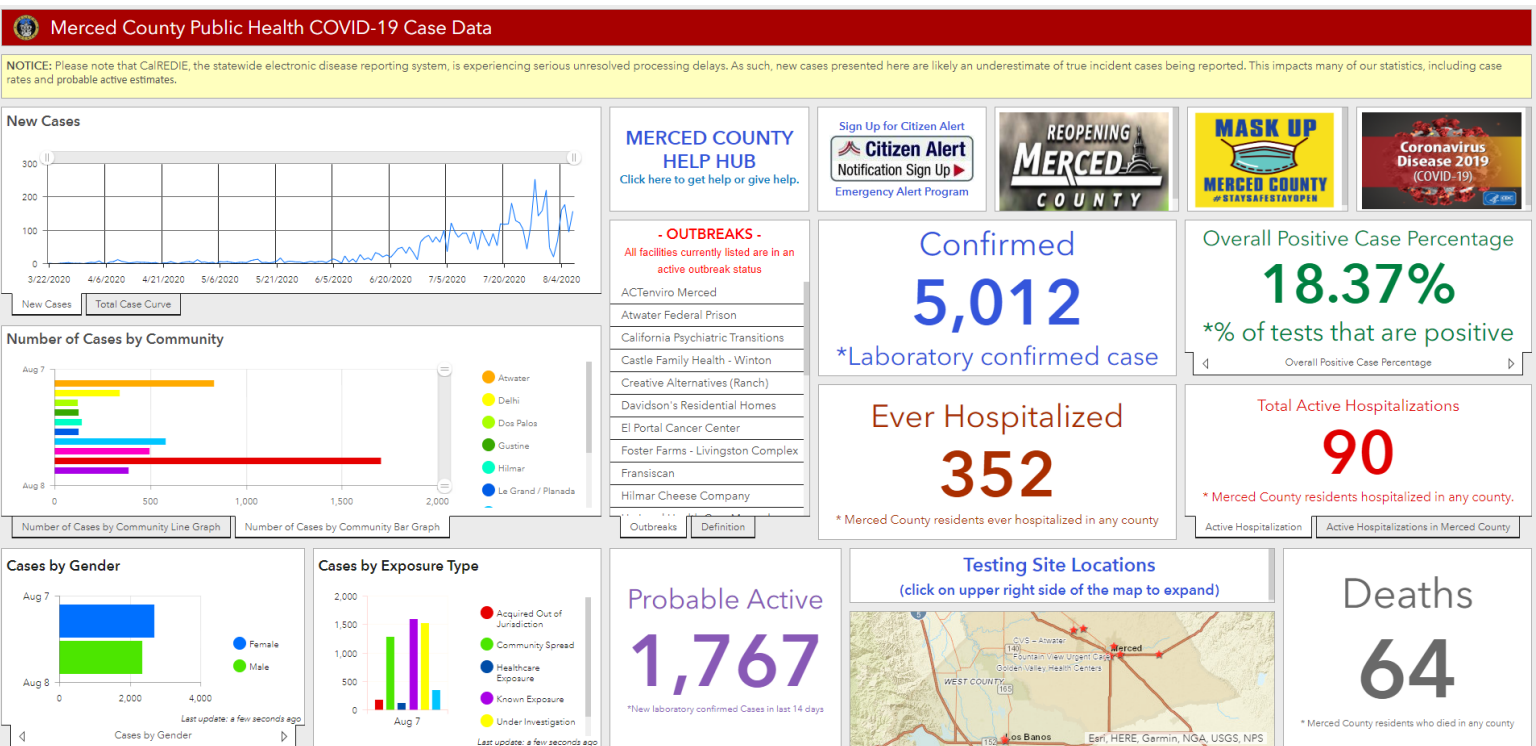 Merced County Public Health COVID-19 Case Data
NOTICE: Please note that CalREDIE, the statewide electronic disease reporting system, is experiencing serious unresolved processing delays. As such, new cases presented here are likely an underestimate of true incident cases being reported. This impacts many of our statistics, including case
rates and probable active estimates.
New Cases
300
200
100
0
3/22/2020 4/6/2020 4/21/2020 5/6/2020 5/21/2020 6/5/2020 6/20/2020 7/5/2020 7/20/2020 8/4/2020
New Cases Total Case Curve
MERCED COUNTY
HELP HUB
Click here to get help or give help.
Sign Up for Citizen Alert
Citizen Alert
Notification Sign Up
Emergency Alert Program
REOPENING
MERCED
COUNTY
MASK UP
MERCED COUNTY
#STAYSAFESTAYOPEN
Coronavirus
Disease 2019
(COVID-19)
CDC
- OUTBREAKS -
All facilities currently listed are in an
active outbreak status
ACTenviro Merced
Atwater Federal Prison
California Psychiatric Transitions
Castle Family Health - Winton
Creative Alternatives (Ranch)
Davidson's Residential Homes
El Portal Cancer Center
Foster Farms - Livingston Complex
Fransiscan
Hilmar Cheese Company
Outbreaks Definition
Confirmed
5,012
*Laboratory confirmed case
Overall Positive Case Percentage
18.37%
*% of tests that are positive
Overall Positive Case Percentage
Number of Cases by Community
Aug 7
Aug 8
0 500 1,000 1,500 2,000
Atwater
Delhi
Dos Palos
Gustine
Hilmar
Le Grand / Planada
Number of Cases by Community Line Graph Number of Cases by Community Bar Graph
Ever Hospitalized
352
* Merced County residents ever hospitalized in any county
Total Active Hospitalizations
90
* Merced County residents hospitalized in any county.
Active Hospitalization Active Hospitalizations in Merced County
Cases by Gender
Aug 7
Aug 8
0 2,000 4,000
Female
Male
Last update: a few seconds ago
Cases by Gender
Cases by Exposure Type
2,000
1,500
1,000
500
0
Aug 7
Acquired Out of
Jurisdiction
Community Spread
Healthcare
Exposure
Known Exposure
Under Investigation
Last update: a few seconds ago
Probable Active
1,767
*New laboratory confirmed Cases in last 14 days
Testing Site Locations
(click on upper right side of the map to expand)
5
CVS – Atwater
140
Merced
Fountain View Urgent Care
Golden Valley Health Centers
WEST COUNTY
165
152
Los Banos
Esri, HERE, Garmin, NGA, USGS, NPS
Deaths
64
* Merced County residents who died in any county